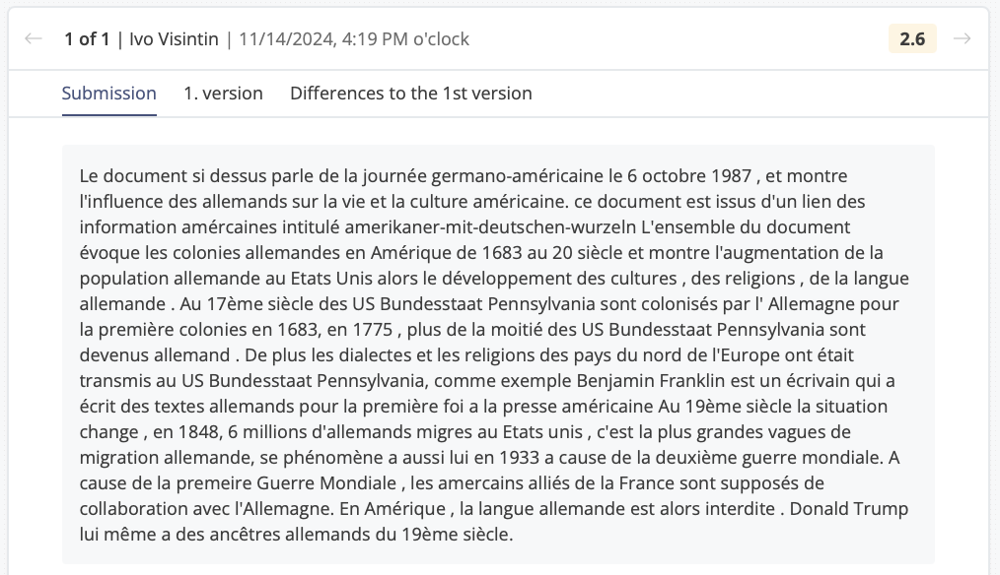 1 of 1 | Ivo Visintin | 11/14/2024, 4:19 PM o'clock
2.6
Submission 1. version Differences to the 1st version
Le document si dessus parle de la journée germano-américaine le 6 octobre 1987 , et montre
l'influence des allemands sur la vie et la culture américaine. ce document est issus d'un lien des
information amércaines intitulé amerikaner-mit-deutschen-wurzeln L'ensemble du document
évoque les colonies allemandes en Amérique de 1683 au 20 siècle et montre l'augmentation de la
population allemande au Etats Unis alors le développement des cultures , des religions , de la langue
allemande . Au 17ème siècle des US Bundesstaat Pennsylvania sont colonisés par l' Allemagne pour
la première colonies en 1683, en 1775 , plus de la moitié des US Bundesstaat Pennsylvania sont
devenus allemand . De plus les dialectes et les religions des pays du nord de l'Europe ont était
transmis au US Bundesstaat Pennsylvania, comme exemple Benjamin Franklin est un écrivain qui a
écrit des textes allemands pour la première foi a la presse américaine Au 19ème siècle la situation
change , en 1848, 6 millions d'allemands migres au Etats unis , c'est la plus grandes vagues de
migration allemande, se phénomène a aussi lui en 1933 a cause de la deuxième guerre mondiale. A
cause de la premeire Guerre Mondiale , les amercains alliés de la France sont supposés de
collaboration avec l'Allemagne. En Amérique , la langue allemande est alors interdite . Donald Trump
lui même a des ancêtres allemands du 19ème siècle.